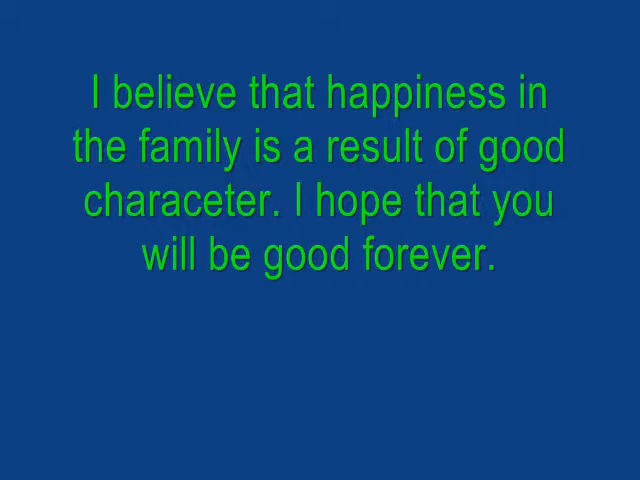 I believe that happiness in
the family is a result of good
characeter. I hope that you
will be good forever.